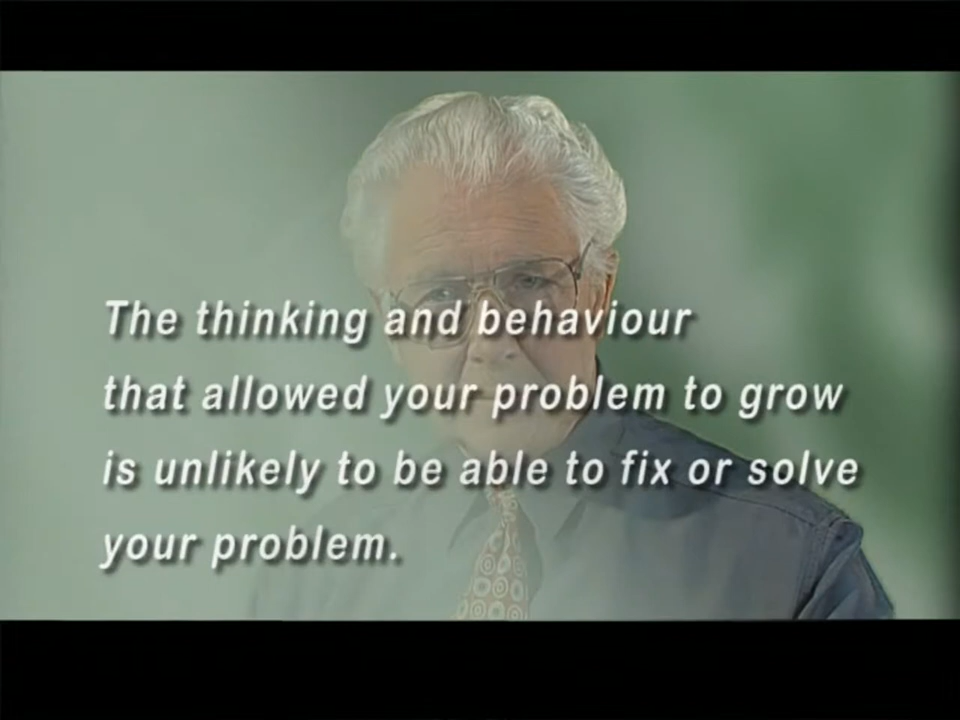 The thinking and behaviour
that allowed your problem to grow
is unlikely to be able to fix or solve
your problem.